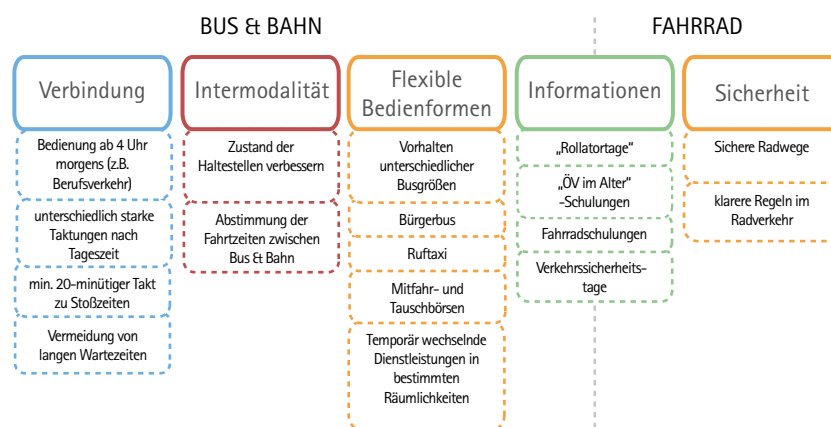 BUS & BAHN
FAHRRAD
Verbindung
Bedienung ab 4 Uhr
morgens (z.B.
Berufsverkehr)
unterschiedlich starke
Taktungen nach
Tageszeit
min. 20-minütiger Takt
zu Stoßzeiten
Vermeidung von
langen Wartezeiten
Intermodalität
Zustand der
Haltestellen verbessern
Abstimmung der
Fahrtzeiten zwischen
Bus & Bahn
Flexible
Bedienformen
Vorhalten
unterschiedlicher
Busgrößen
Bürgerbus
Ruftaxi
Mitfahr- und
Tauschbörsen
Temporär wechselnde
Dienstleistungen in
bestimmten
Räumlichkeiten
Informationen
„Rollatortage“
„ÖV im Alter“
-Schulungen
Fahrradschulungen
Verkehrssicherheits-
tage
Sicherheit
Sichere Radwege
klarere Regeln im
Radverkehr